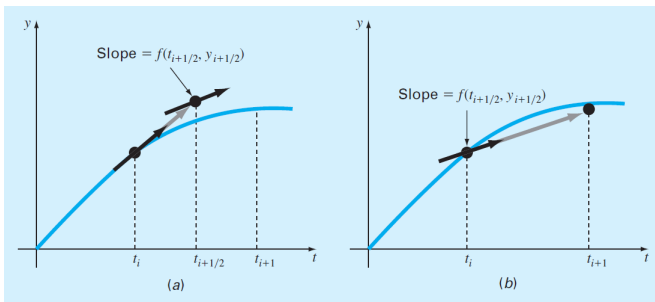 y
Slope = f(t_{i+1/2}, y_{i+1/2})
t_i
t_{i+1/2}
t_{i+1}
t
(a)
y
Slope = f(t_{i+1/2}, y_{i+1/2})
t_i
t_{i+1}
t
(b)